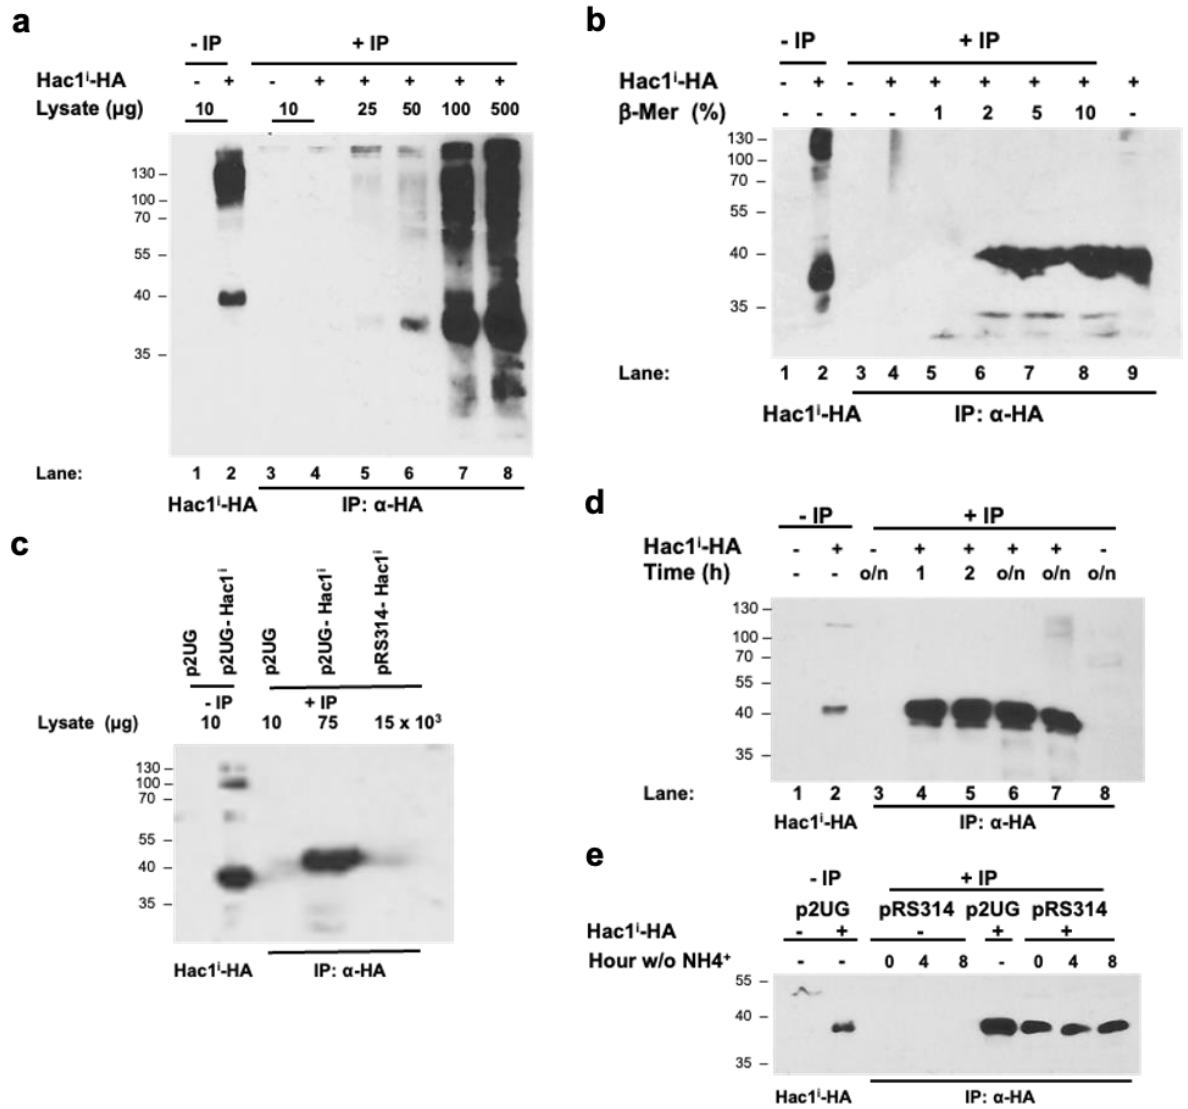 a
- IP + IP
Hac1ⁱ-HA - + - + + + + +
Lysate (µg) 10 10 25 50 100 500
130
100
70
55
40
35
Lane: 1 2 3 4 5 6 7 8
Hac1ⁱ-HA IP: α-HA
b
- IP + IP
Hac1ⁱ-HA - + - + + + + + +
β-Mer (%) - - - - 1 2 5 10 -
130
100
70
55
40
35
Lane: 1 2 3 4 5 6 7 8 9
Hac1ⁱ-HA IP: α-HA
c
p2UG p2UG- Hac1ⁱ p2UG p2UG- Hac1ⁱ pRS314- Hac1ⁱ
- IP + IP
Lysate (µg) 10 10 75 15 x 10³
130
100
70
55
40
35
Hac1ⁱ-HA IP: α-HA
d
- IP + IP
Hac1ⁱ-HA - + - + + + + -
Time (h) - - o/n 1 2 o/n o/n o/n
130
100
70
55
40
35
Lane: 1 2 3 4 5 6 7 8
Hac1ⁱ-HA IP: α-HA
e
- IP + IP
p2UG pRS314 p2UG pRS314
Hac1ⁱ-HA - + - + +
Hour w/o NH4⁺ - - 0 4 8 - 0 4 8
55
40
35
Hac1ⁱ-HA IP: α-HA